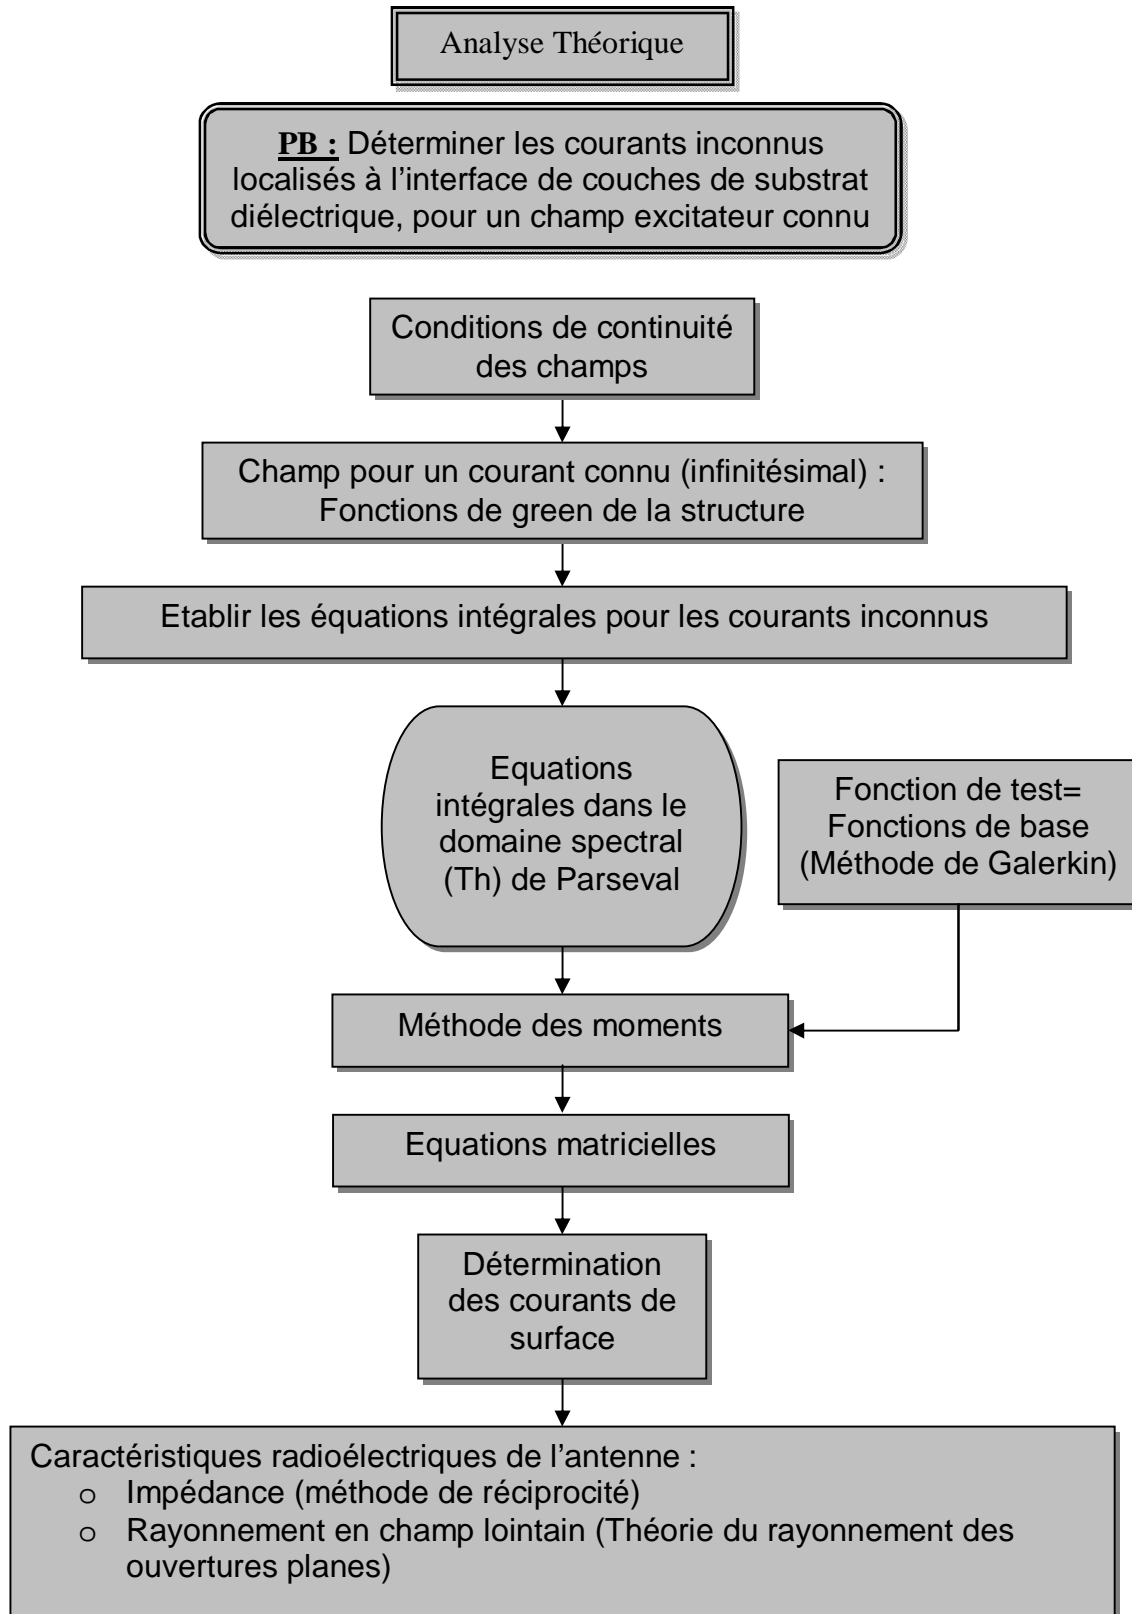 Analyse Théorique
PB : Déterminer les courants inconnus
localisés à l'interface de couches de substrat
diélectrique, pour un champ excitateur connu
Conditions de continuité
des champs
Champ pour un courant connu (infinitésimal) :
Fonctions de green de la structure
Etablir les équations intégrales pour les courants inconnus
Equations
intégrales dans le
domaine spectral
(Th) de Parseval
Fonction de test=
Fonctions de base
(Méthode de Galerkin)
Méthode des moments
Equations matricielles
Détermination
des courants de
surface
Caractéristiques radioélectriques de l'antenne :
o Impédance (méthode de réciprocité)
o Rayonnement en champ lointain (Théorie du rayonnement des
ouvertures planes)